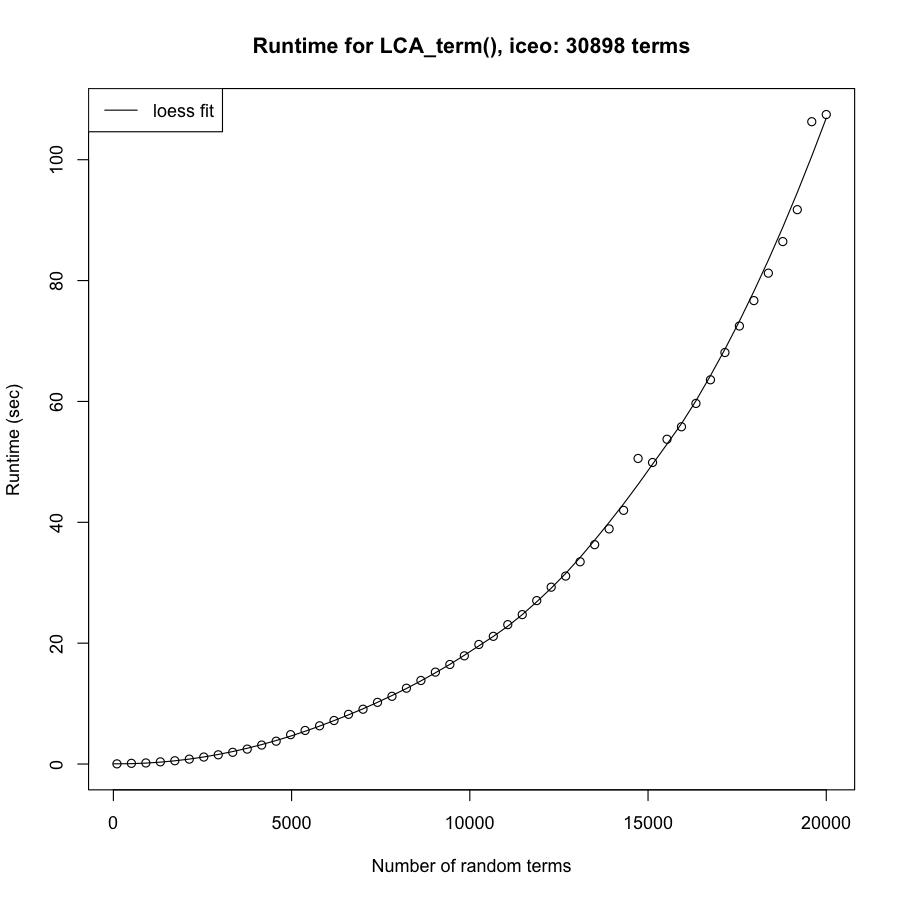 Runtime for LCA_term(), iceo: 30898 terms
loess fit
Runtime (sec)
100
80
60
40
20
0
0 5000 10000 15000 20000
Number of random terms